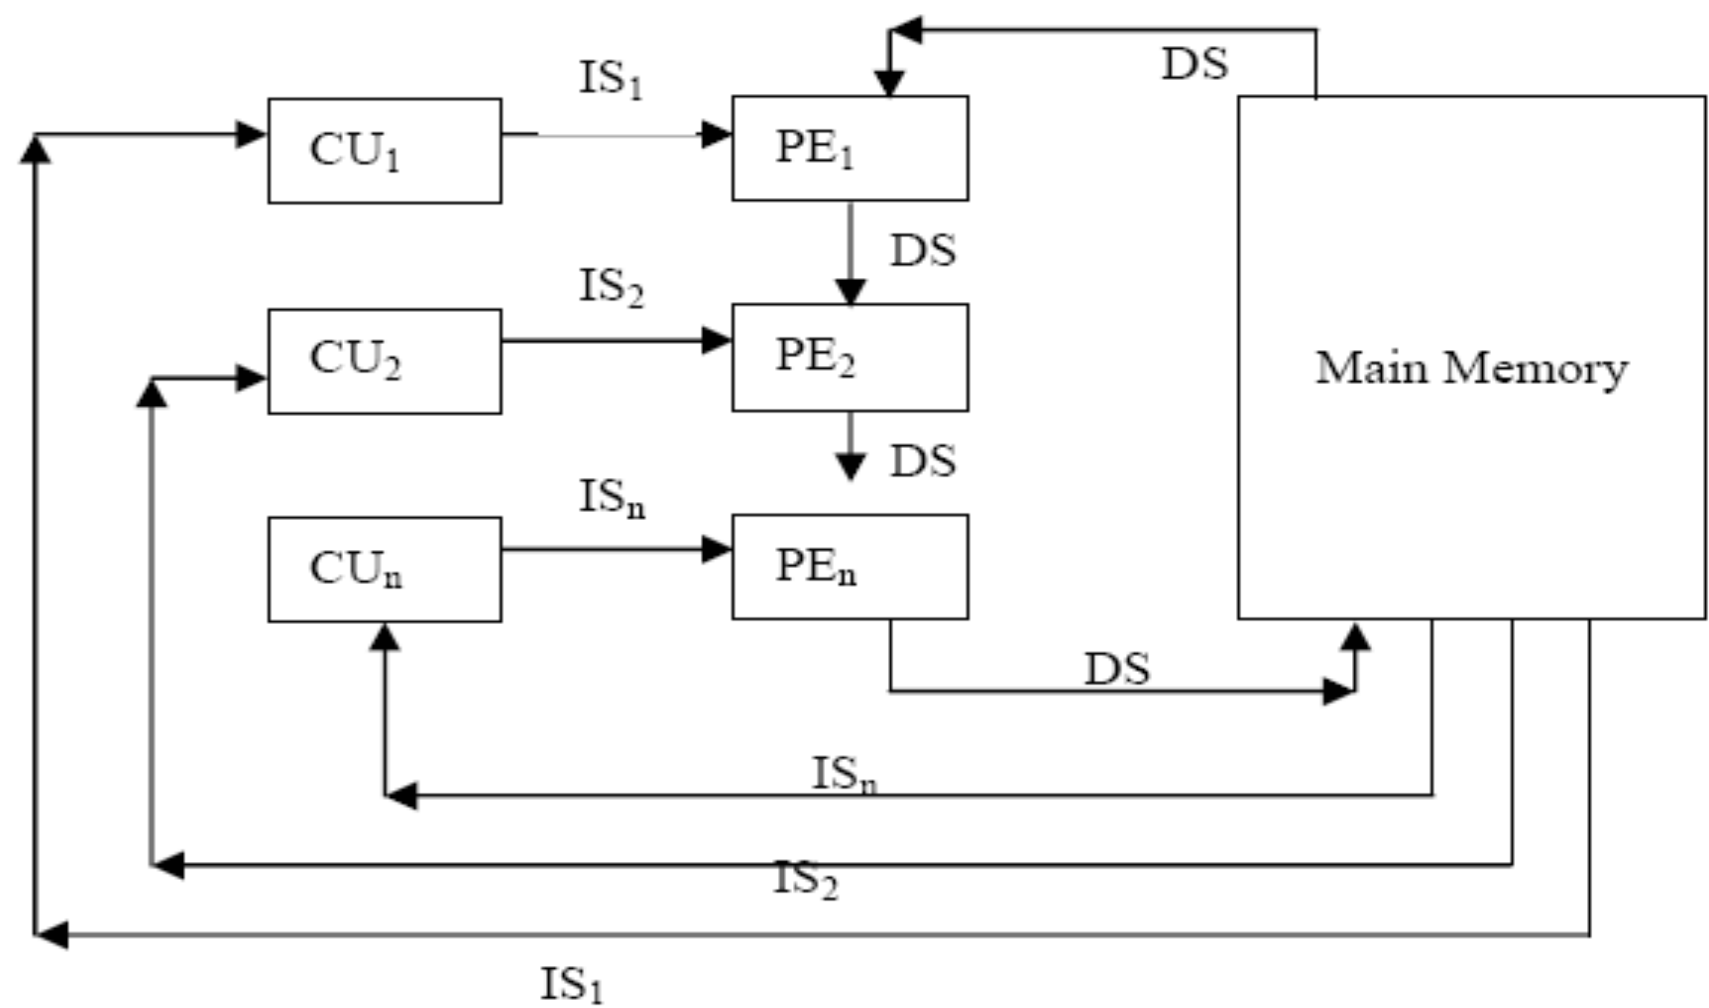 DS
IS₁
CU₁
PE₁
DS
IS₂
CU₂
PE₂
Main Memory
DS
ISₙ
CUₙ
PEₙ
DS
ISₙ
IS₂
IS₁